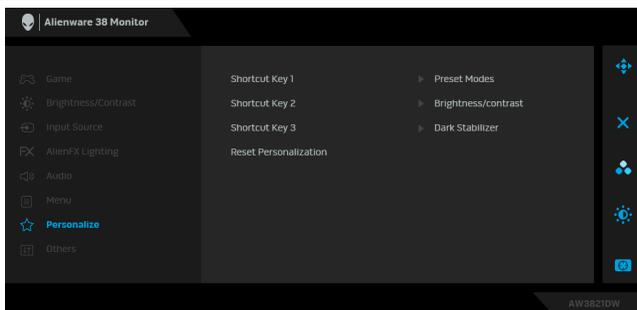 Alienware 38 Monitor
Game
Brightness/Contrast
Input Source
AlienFX Lighting
Audio
Menu
Personalize
Others
Shortcut Key 1 Preset Modes
Shortcut Key 2 Brightness/contrast
Shortcut Key 3 Dark Stabilizer
Reset Personalization
AW3821DW